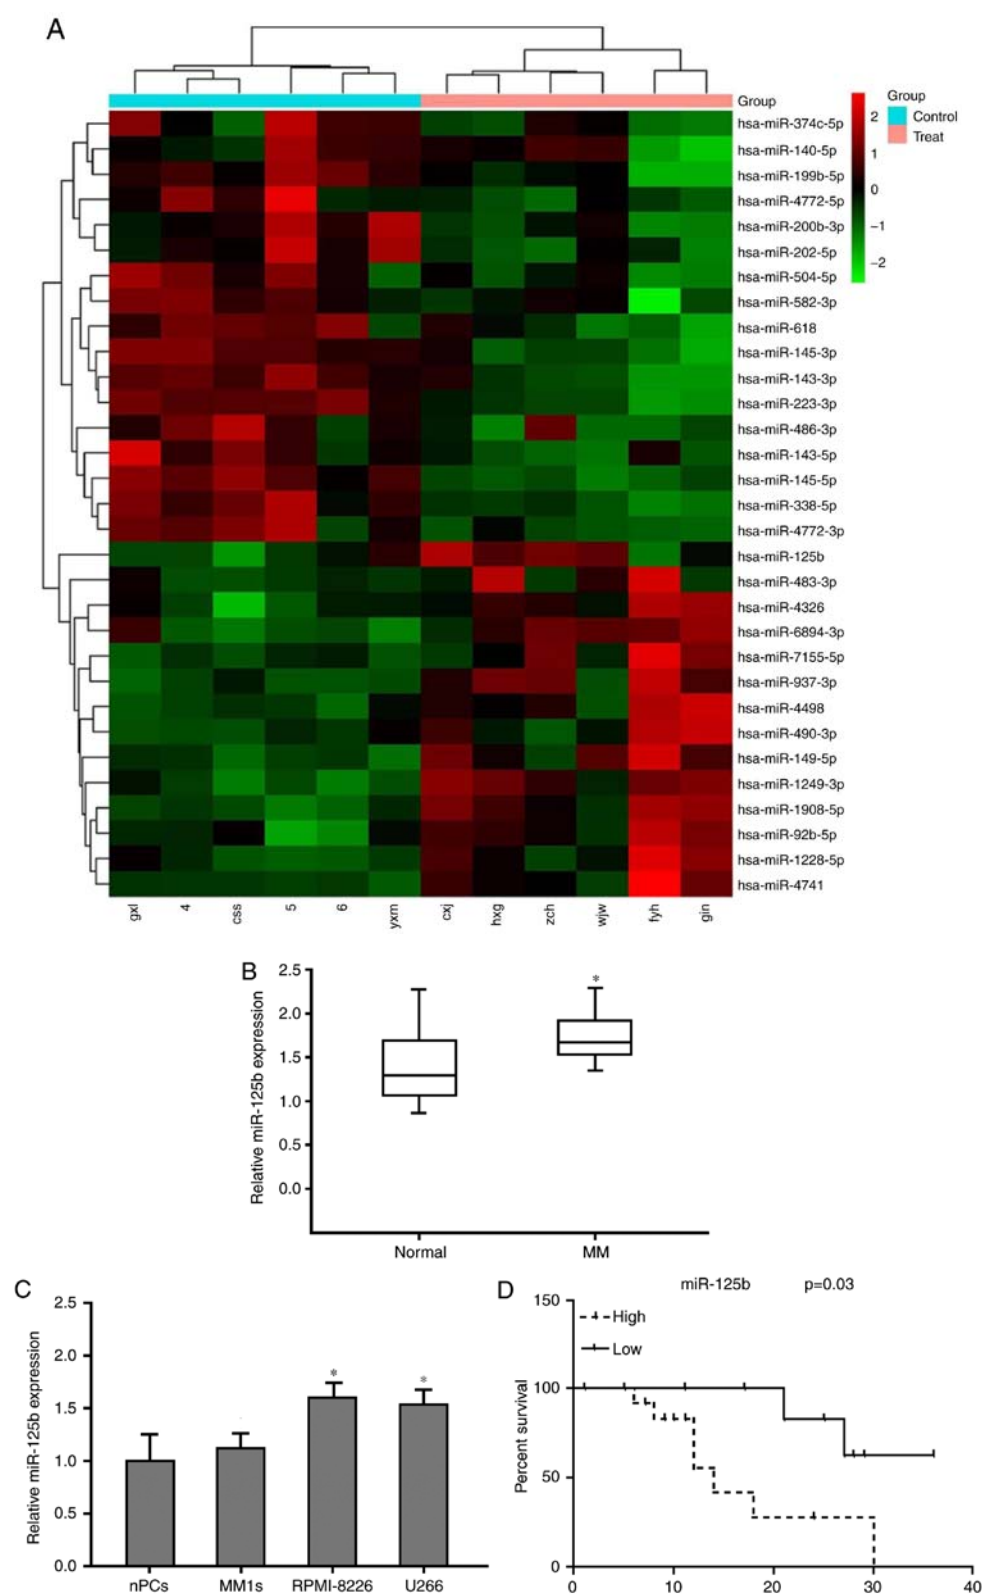 A
Group
hsa-miR-374c-5p
hsa-miR-140-5p
hsa-miR-199b-5p
hsa-miR-4772-5p
hsa-miR-200b-3p
hsa-miR-202-5p
hsa-miR-504-5p
hsa-miR-582-3p
hsa-miR-618
hsa-miR-145-3p
hsa-miR-143-3p
hsa-miR-223-3p
hsa-miR-486-3p
hsa-miR-143-5p
hsa-miR-145-5p
hsa-miR-338-5p
hsa-miR-4772-3p
hsa-miR-125b
hsa-miR-483-3p
hsa-miR-4326
hsa-miR-6894-3p
hsa-miR-7155-5p
hsa-miR-937-3p
hsa-miR-4498
hsa-miR-490-3p
hsa-miR-149-5p
hsa-miR-1249-3p
hsa-miR-1908-5p
hsa-miR-92b-5p
hsa-miR-1228-5p
hsa-miR-4741
2
1
0
−1
−2
Group
Control
Treat
gxl 4 css 5 6 yxm cxj hxg zch wjw fyh gin
B
Relative miR-125b expression
2.5
2.0
1.5
1.0
0.5
0.0
*
Normal MM
C
Relative miR-125b expression
2.5
2.0
1.5
1.0
0.5
0.0
* *
nPCs MM1s RPMI-8226 U266
D
miR-125b p=0.03
High
Low
Percent survival
150
100
50
0
0 10 20 30 40